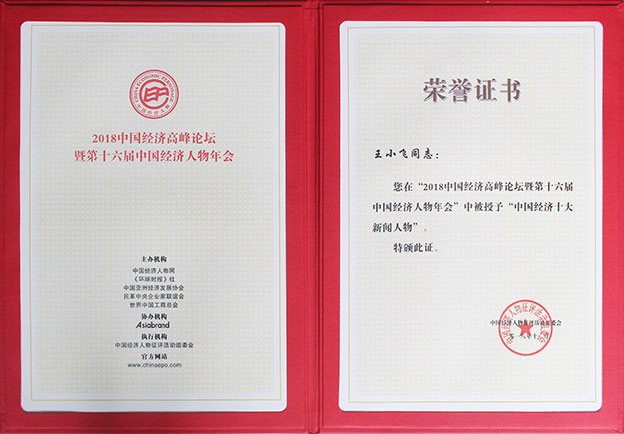 CHINA ECONOMIC PERSONAGE
2018中国经济高峰论坛
暨第十六届中国经济人物年会
主办机构
中国经济人物网
《环球时报》社
中国亚洲经济发展协会
民革中央企业家联谊会
世界中国工商总会
协办机构
Asiabrand
执行机构
中国经济人物征评活动组委会
官方网站
www.chinaepo.com
荣誉证书
王小飞同志：
您在“2018中国经济高峰论坛暨第十六届
中国经济人物年会”中被授予“中国经济十大
新闻人物”。
特颁此证。
中国经济人物征评活动组委会